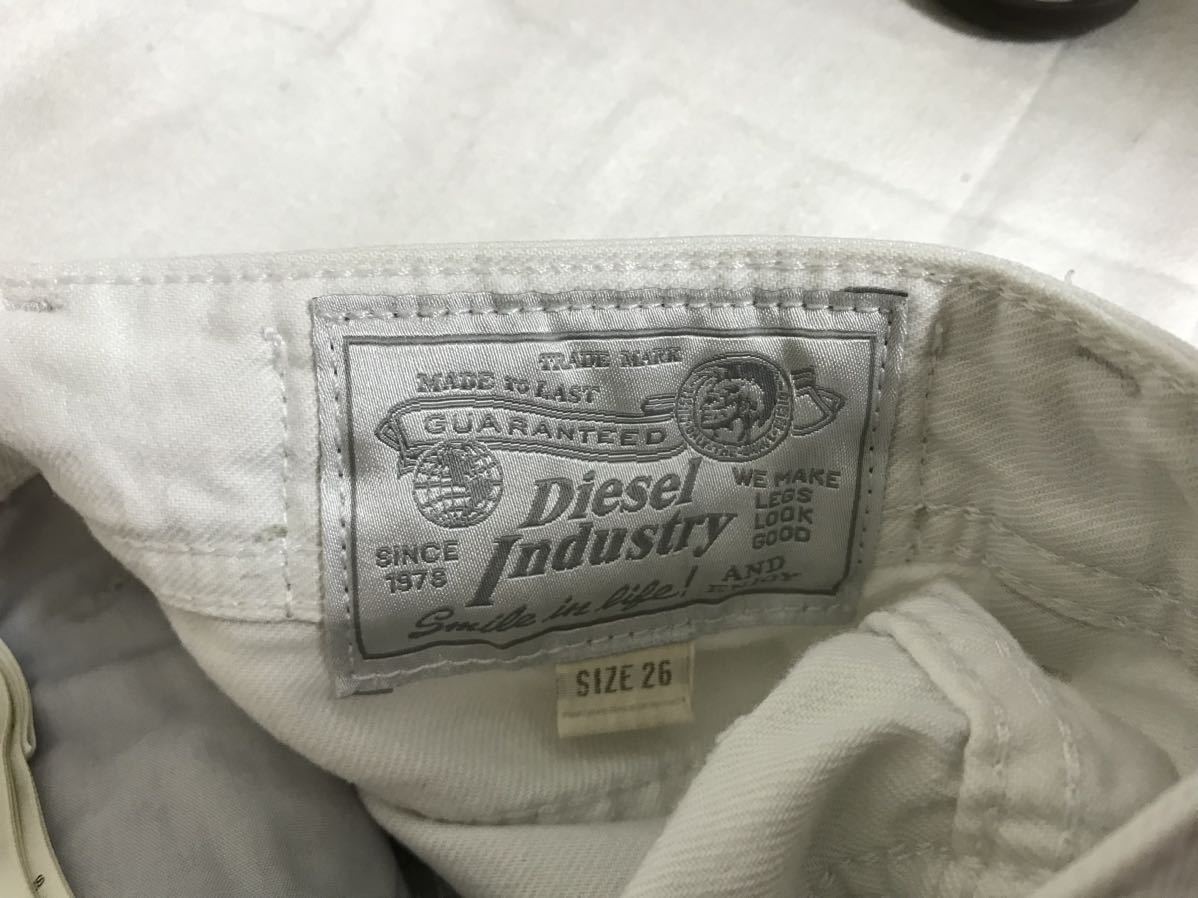 TRADE MARK
MADE TO LAST
GUARANTEED
Diesel
Industry
WE MAKE
LEGS
LOOK
GOOD
SINCE
1978
AND
ENJOY
Smile in life!
SIZE 26